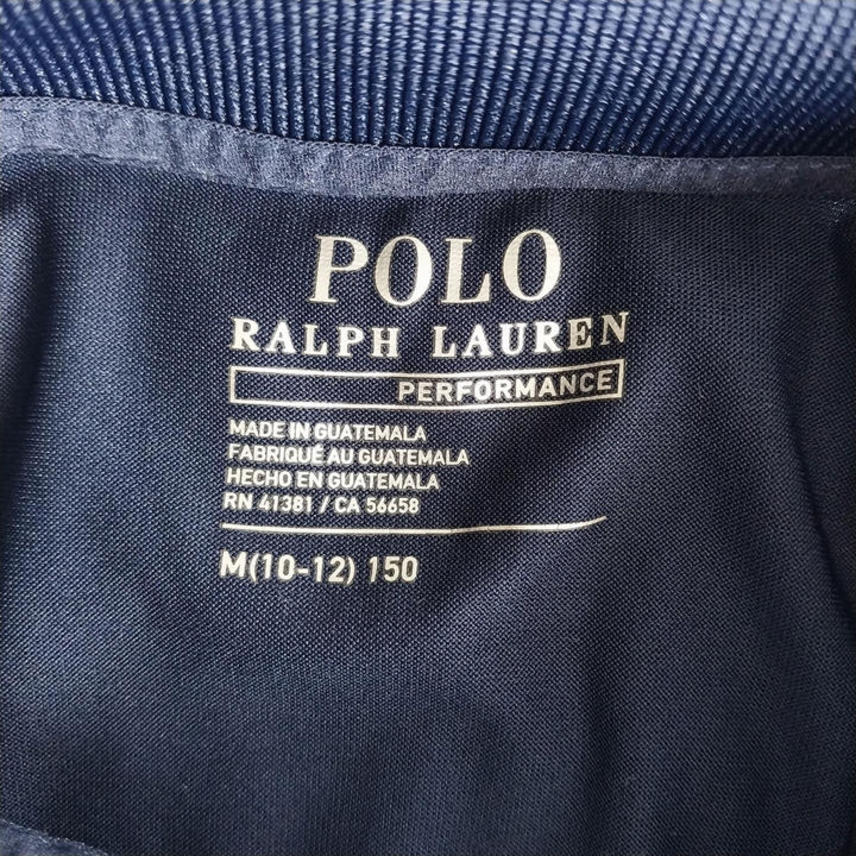 POLO
RALPH LAUREN
PERFORMANCE
MADE IN GUATEMALA
FABRIQUÉ AU GUATEMALA
HECHO EN GUATEMALA
RN 41381 / CA 56658
M(10-12) 150